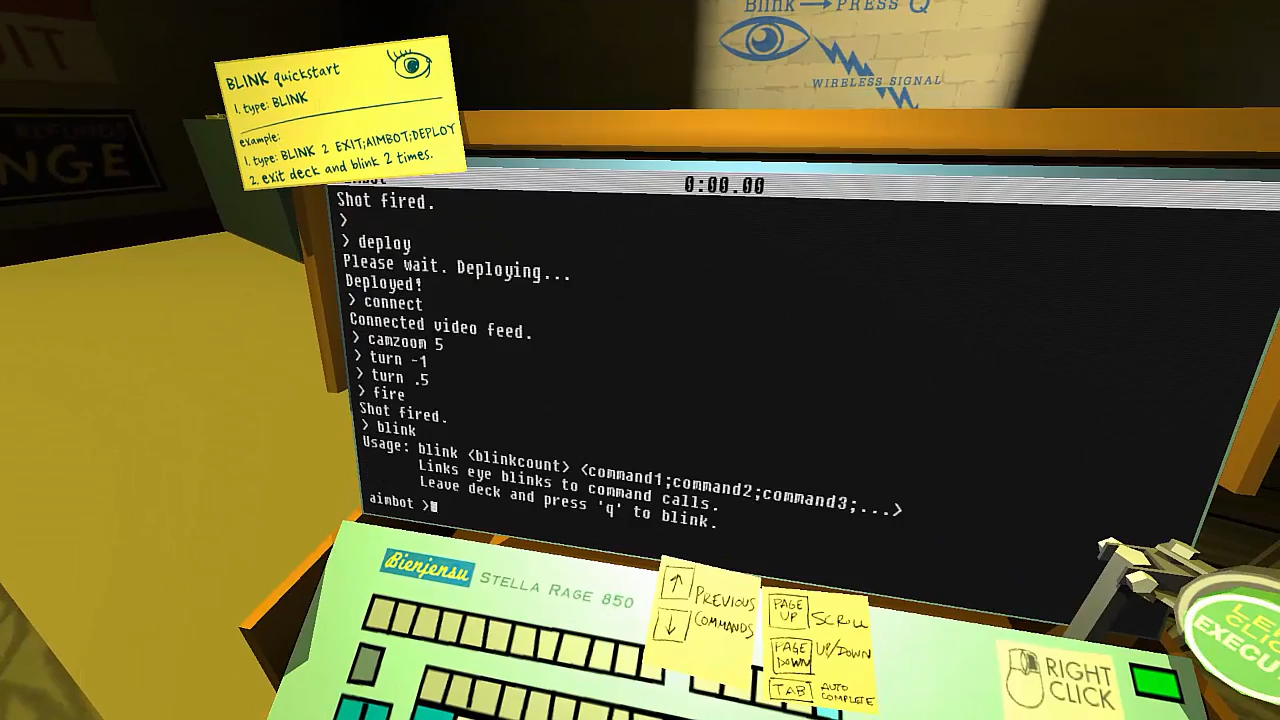 Blink → PRESS Q
WIRELESS SIGNAL
BLINK quickstart
1. type: BLINK
example:
1. type: BLINK 2 EXIT;AIMBOT;DEPLOY
2. exit deck and blink 2 times.
NGE
0:00.00
Shot fired.
>
> deploy
Please wait. Deploying...
Deployed!
> connect
Connected video feed.
> camzoom 5
> turn -1
> turn .5
> fire
Shot fired.
> blink
Usage: blink <blinkcount> <command1;command2;command3;...>
Links eye blinks to command calls.
Leave deck and press 'q' to blink.
aimbot >
Bienjensu
STELLA RAGE 850
↑ PREVIOUS
↓ COMMANDS
PAGE UP SCROLL
PAGE DOWN UP/DOWN
TAB AUTO COMPLETE
RIGHT
CLICK